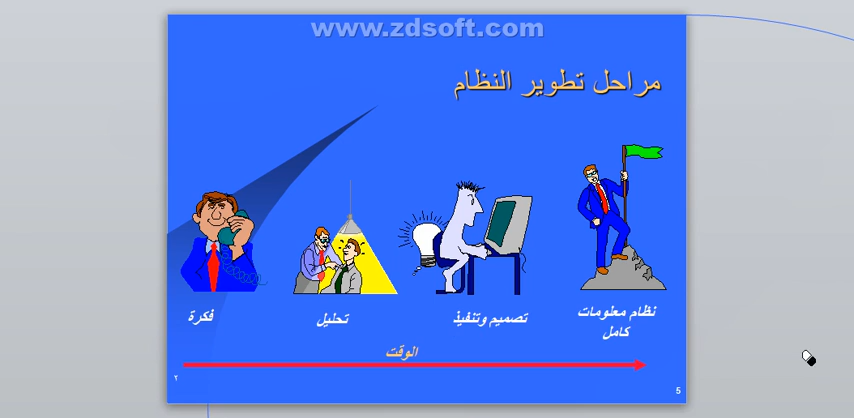 www.zdsoft.com
مراحل تطوير النظام
فكرة
تحليل
تصميم وتنفيذ
نظام معلومات
كامل
الوقت
٢
5